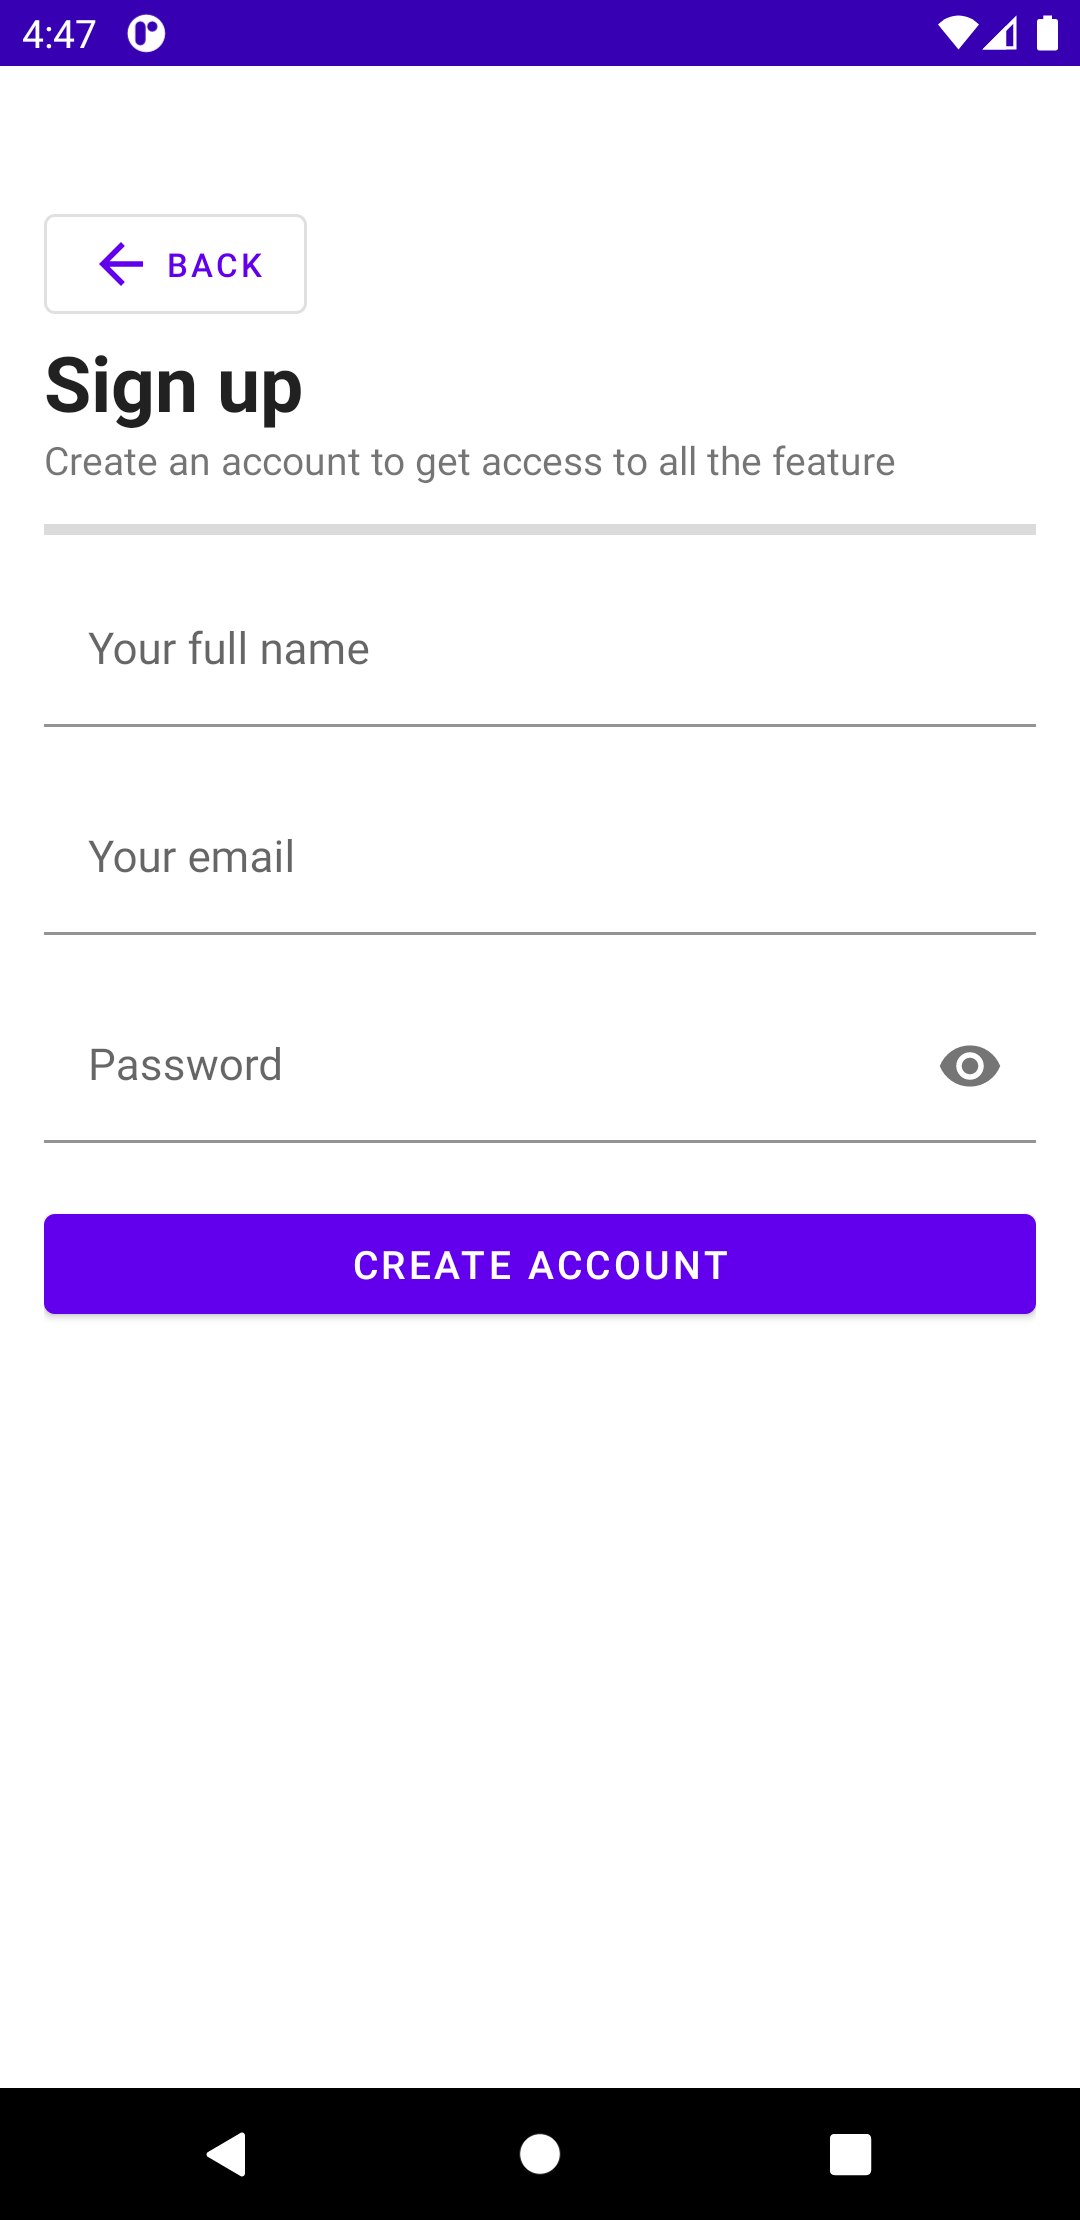 4:47
BACK
Sign up
Create an account to get access to all the feature
Your full name
Your email
Password
CREATE ACCOUNT